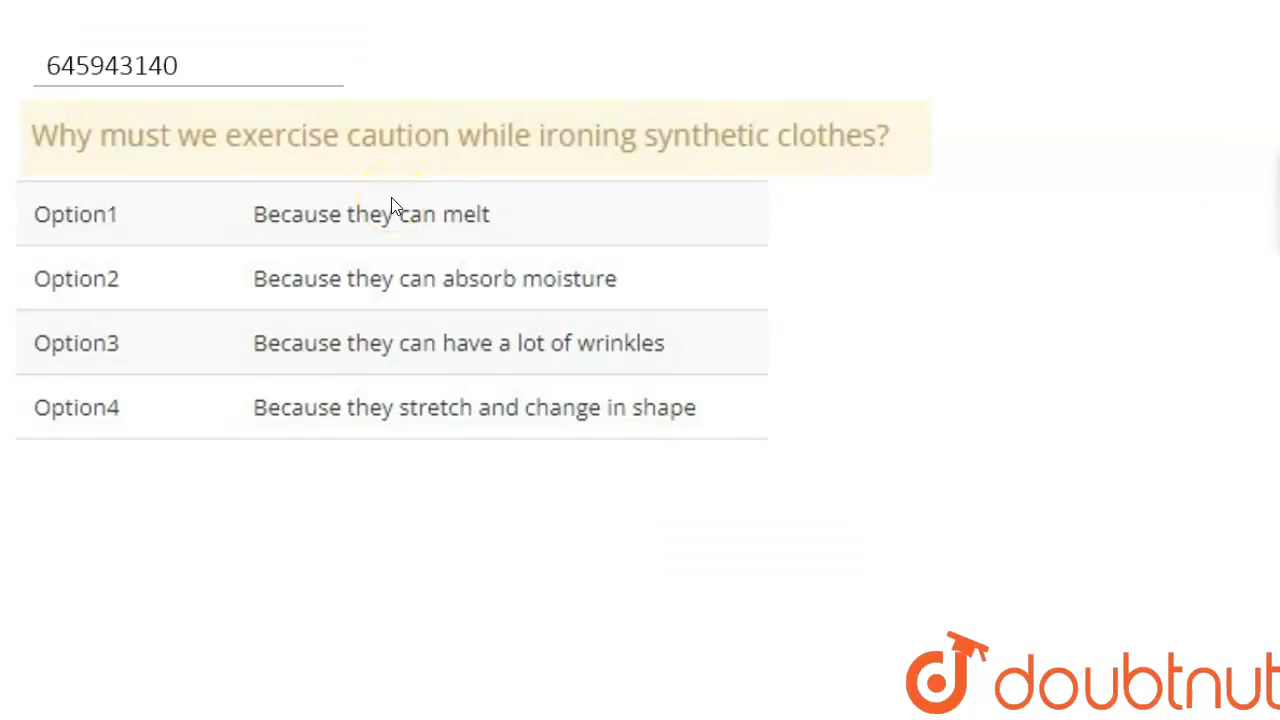 645943140
Why must we exercise caution while ironing synthetic clothes?
Option1 Because they can melt
Option2 Because they can absorb moisture
Option3 Because they can have a lot of wrinkles
Option4 Because they stretch and change in shape
doubtnut